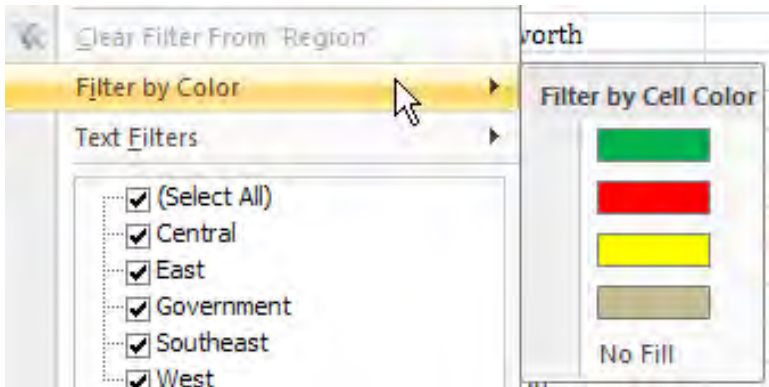 Clear Filter From "Region"
worth
Filter by Color
Filter by Cell Color
Text Filters
(Select All)
Central
East
Government
Southeast
West
No Fill